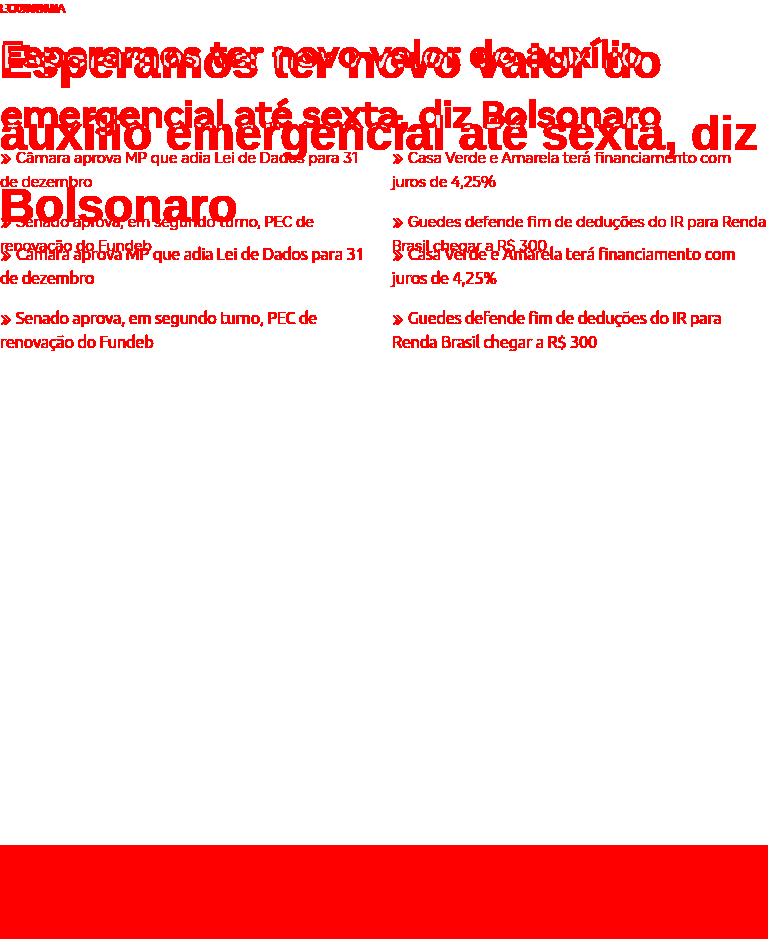 ECONOMIA
Esperamos ter novo valor do auxílio
emergencial até sexta, diz Bolsonaro
Esperamos ter novo valor do
auxílio emergencial até sexta, diz
Bolsonaro
» Câmara aprova MP que adia Lei de Dados para 31
de dezembro
» Senado aprova, em segundo turno, PEC de
renovação do Fundeb
» Casa Verde e Amarela terá financiamento com
juros de 4,25%
» Guedes defende fim de deduções do IR para Renda
Brasil chegar a R$ 300
» Câmara aprova MP que adia Lei de Dados para 31
de dezembro
» Senado aprova, em segundo turno, PEC de
renovação do Fundeb
» Casa Verde e Amarela terá financiamento com
juros de 4,25%
» Guedes defende fim de deduções do IR para
Renda Brasil chegar a R$ 300